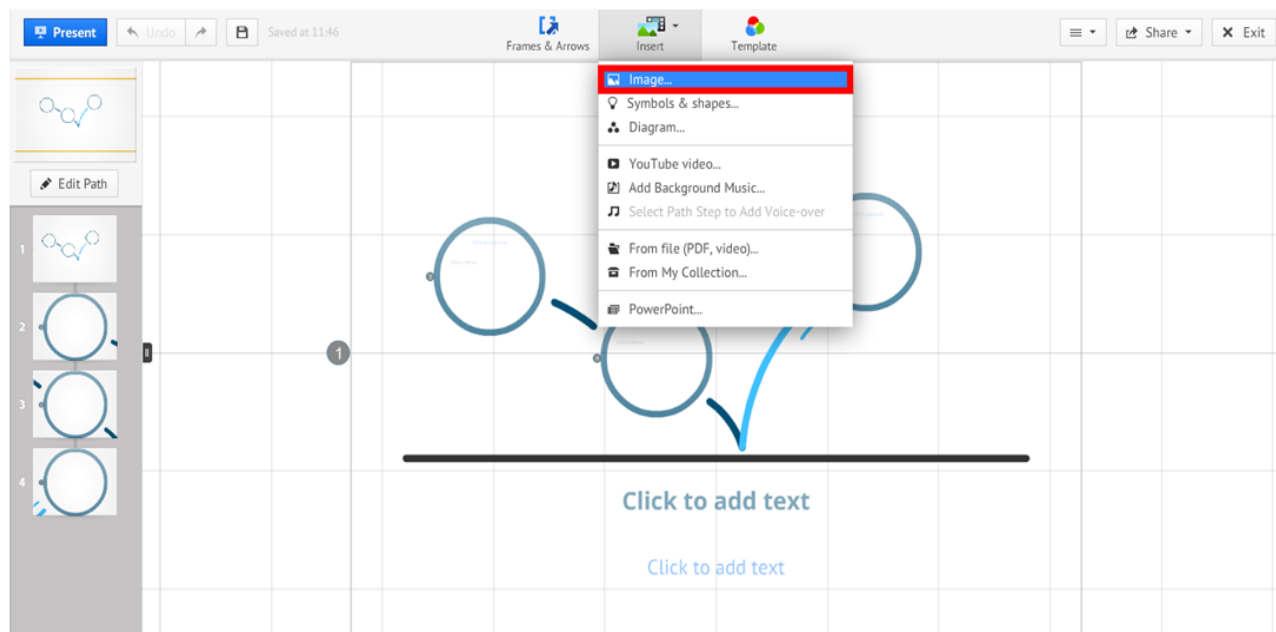 Present
Undo
Saved at 11:46
Frames & Arrows
Insert
Template
Share
Exit
Image...
Symbols & shapes...
Diagram...
YouTube video...
Add Background Music...
Select Path Step to Add Voice-over
From file (PDF, video)...
From My Collection...
PowerPoint...
Edit Path
1
2
3
4
1
Click to add text
Click to add text